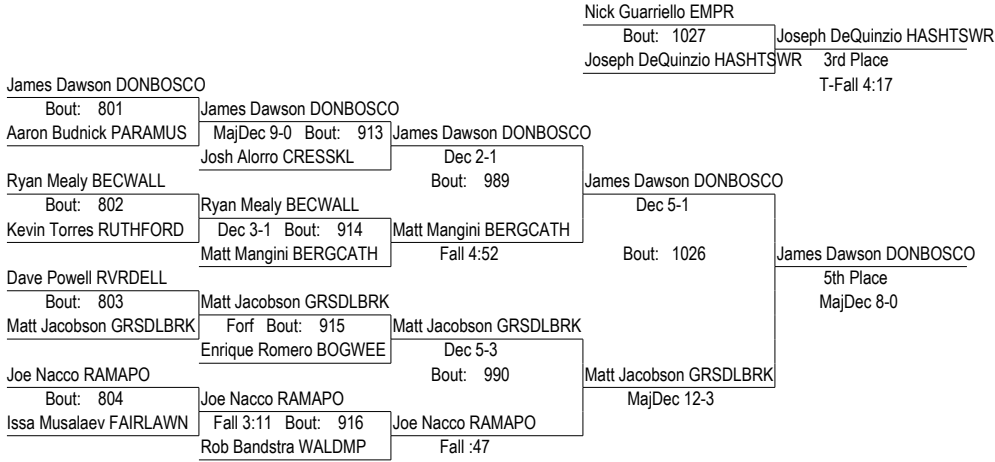 Nick Guarriello EMPR
Bout: 1027
Joseph DeQuinzio HASHTSWR
Joseph DeQuinzio HASHTSWR
3rd Place
T-Fall 4:17
James Dawson DONBOSCO
Bout: 801
James Dawson DONBOSCO
Aaron Budnick PARAMUS
MajDec 9-0 Bout: 913
James Dawson DONBOSCO
Josh Alorro CRESSKL
Dec 2-1
Ryan Mealy BECWALL
Bout: 989
James Dawson DONBOSCO
Bout: 802
Ryan Mealy BECWALL
Dec 5-1
Kevin Torres RUTHFORD
Dec 3-1 Bout: 914
Matt Mangini BERGCATH
Matt Mangini BERGCATH
Fall 4:52
Bout: 1026
James Dawson DONBOSCO
Dave Powell RVRDELL
5th Place
Bout: 803
Matt Jacobson GRSDLBRK
MajDec 8-0
Matt Jacobson GRSDLBRK
Forf Bout: 915
Matt Jacobson GRSDLBRK
Enrique Romero BOGWEE
Dec 5-3
Joe Nacco RAMAPO
Bout: 990
Matt Jacobson GRSDLBRK
Bout: 804
Joe Nacco RAMAPO
MajDec 12-3
Issa Musalaev FAIRLAWN
Fall 3:11 Bout: 916
Joe Nacco RAMAPO
Rob Bandstra WALDMP
Fall :47